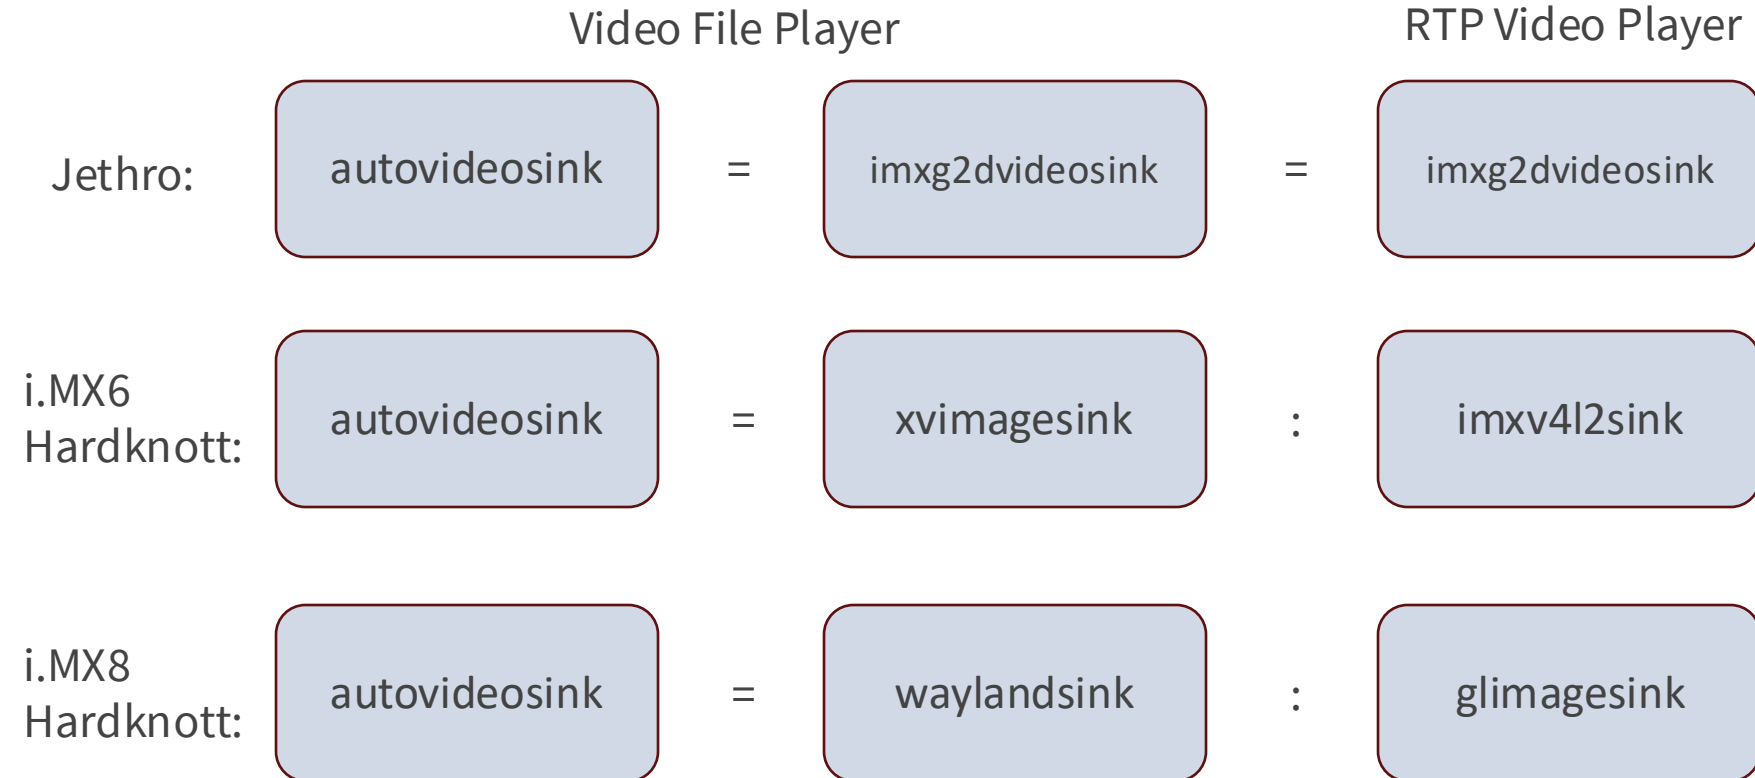 Video File Player RTP Video Player
Jethro: autovideosink = imxg2dvideosink = imxg2dvideosink
i.MX6
Hardknott: autovideosink = xvimagesink : imxv4l2sink
i.MX8
Hardknott: autovideosink = waylandsink : glimagesink